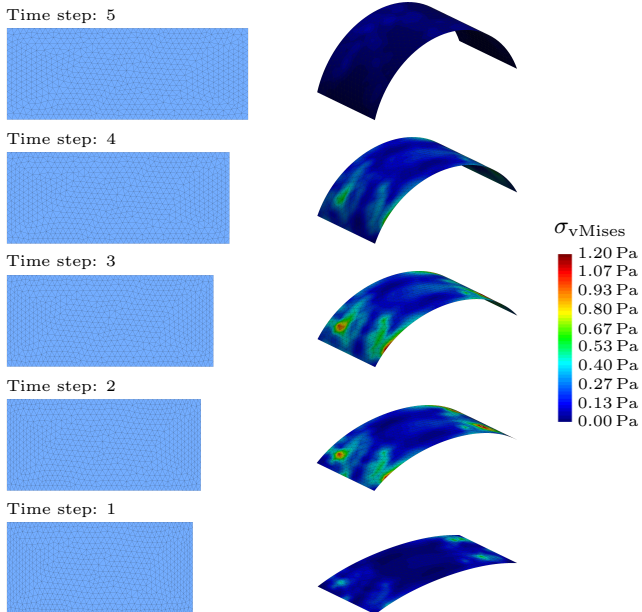 Time step: 5
Time step: 4
Time step: 3
Time step: 2
Time step: 1
σvMises
1.20 Pa
1.07 Pa
0.93 Pa
0.80 Pa
0.67 Pa
0.53 Pa
0.40 Pa
0.27 Pa
0.13 Pa
0.00 Pa